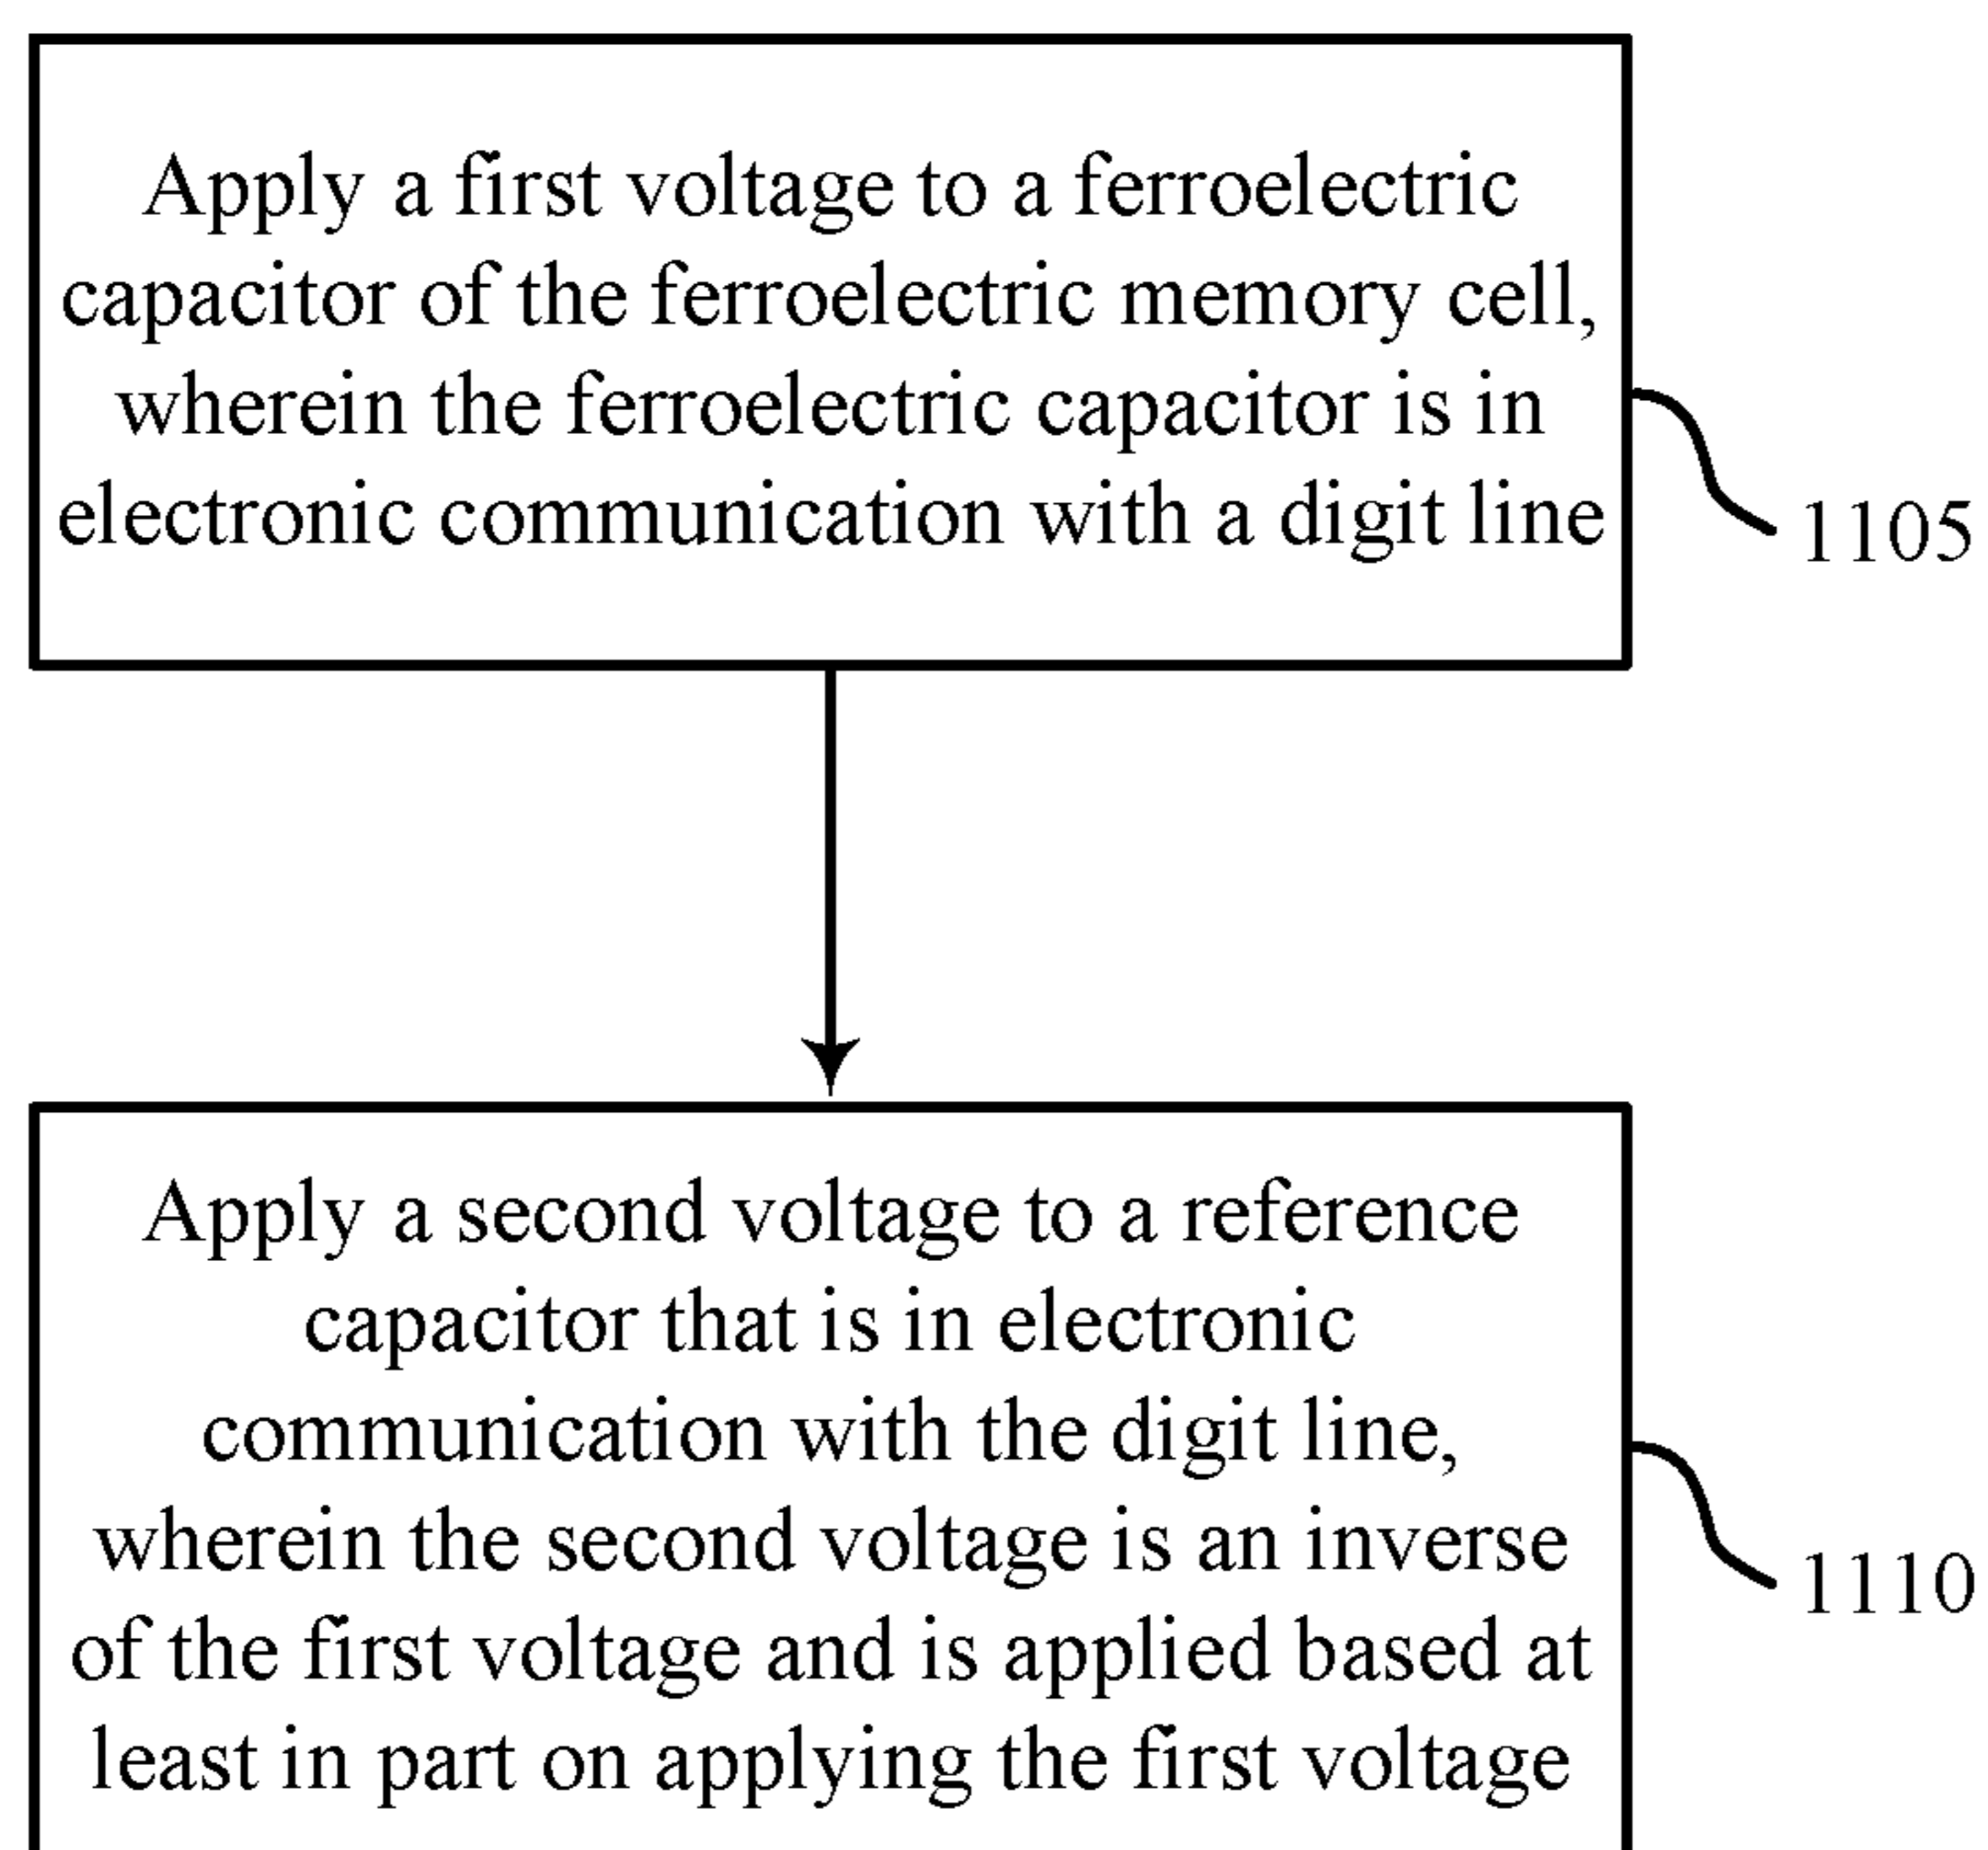 Apply a first voltage to a ferroelectric
capacitor of the ferroelectric memory cell,
wherein the ferroelectric capacitor is in
electronic communication with a digit line
1105
Apply a second voltage to a reference
capacitor that is in electronic
communication with the digit line,
wherein the second voltage is an inverse
of the first voltage and is applied based at
least in part on applying the first voltage
1110